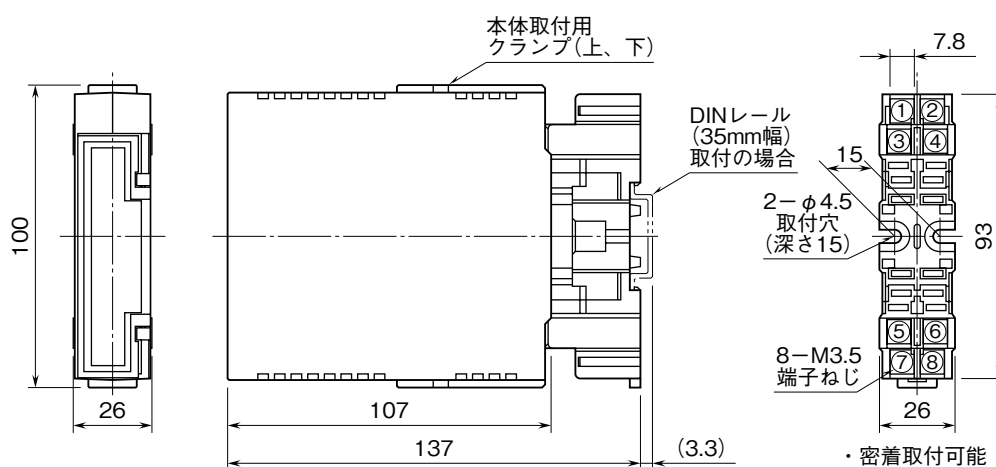 本体取付用
クランプ(上、下)
7.8
DINレール
(35mm幅)
取付の場合
① ②
③ ④
15
2－φ4.5
取付穴
(深さ15)
100
93
⑤ ⑥
⑦ ⑧
8－M3.5
端子ねじ
26
107
26
137
(3.3)
・密着取付可能